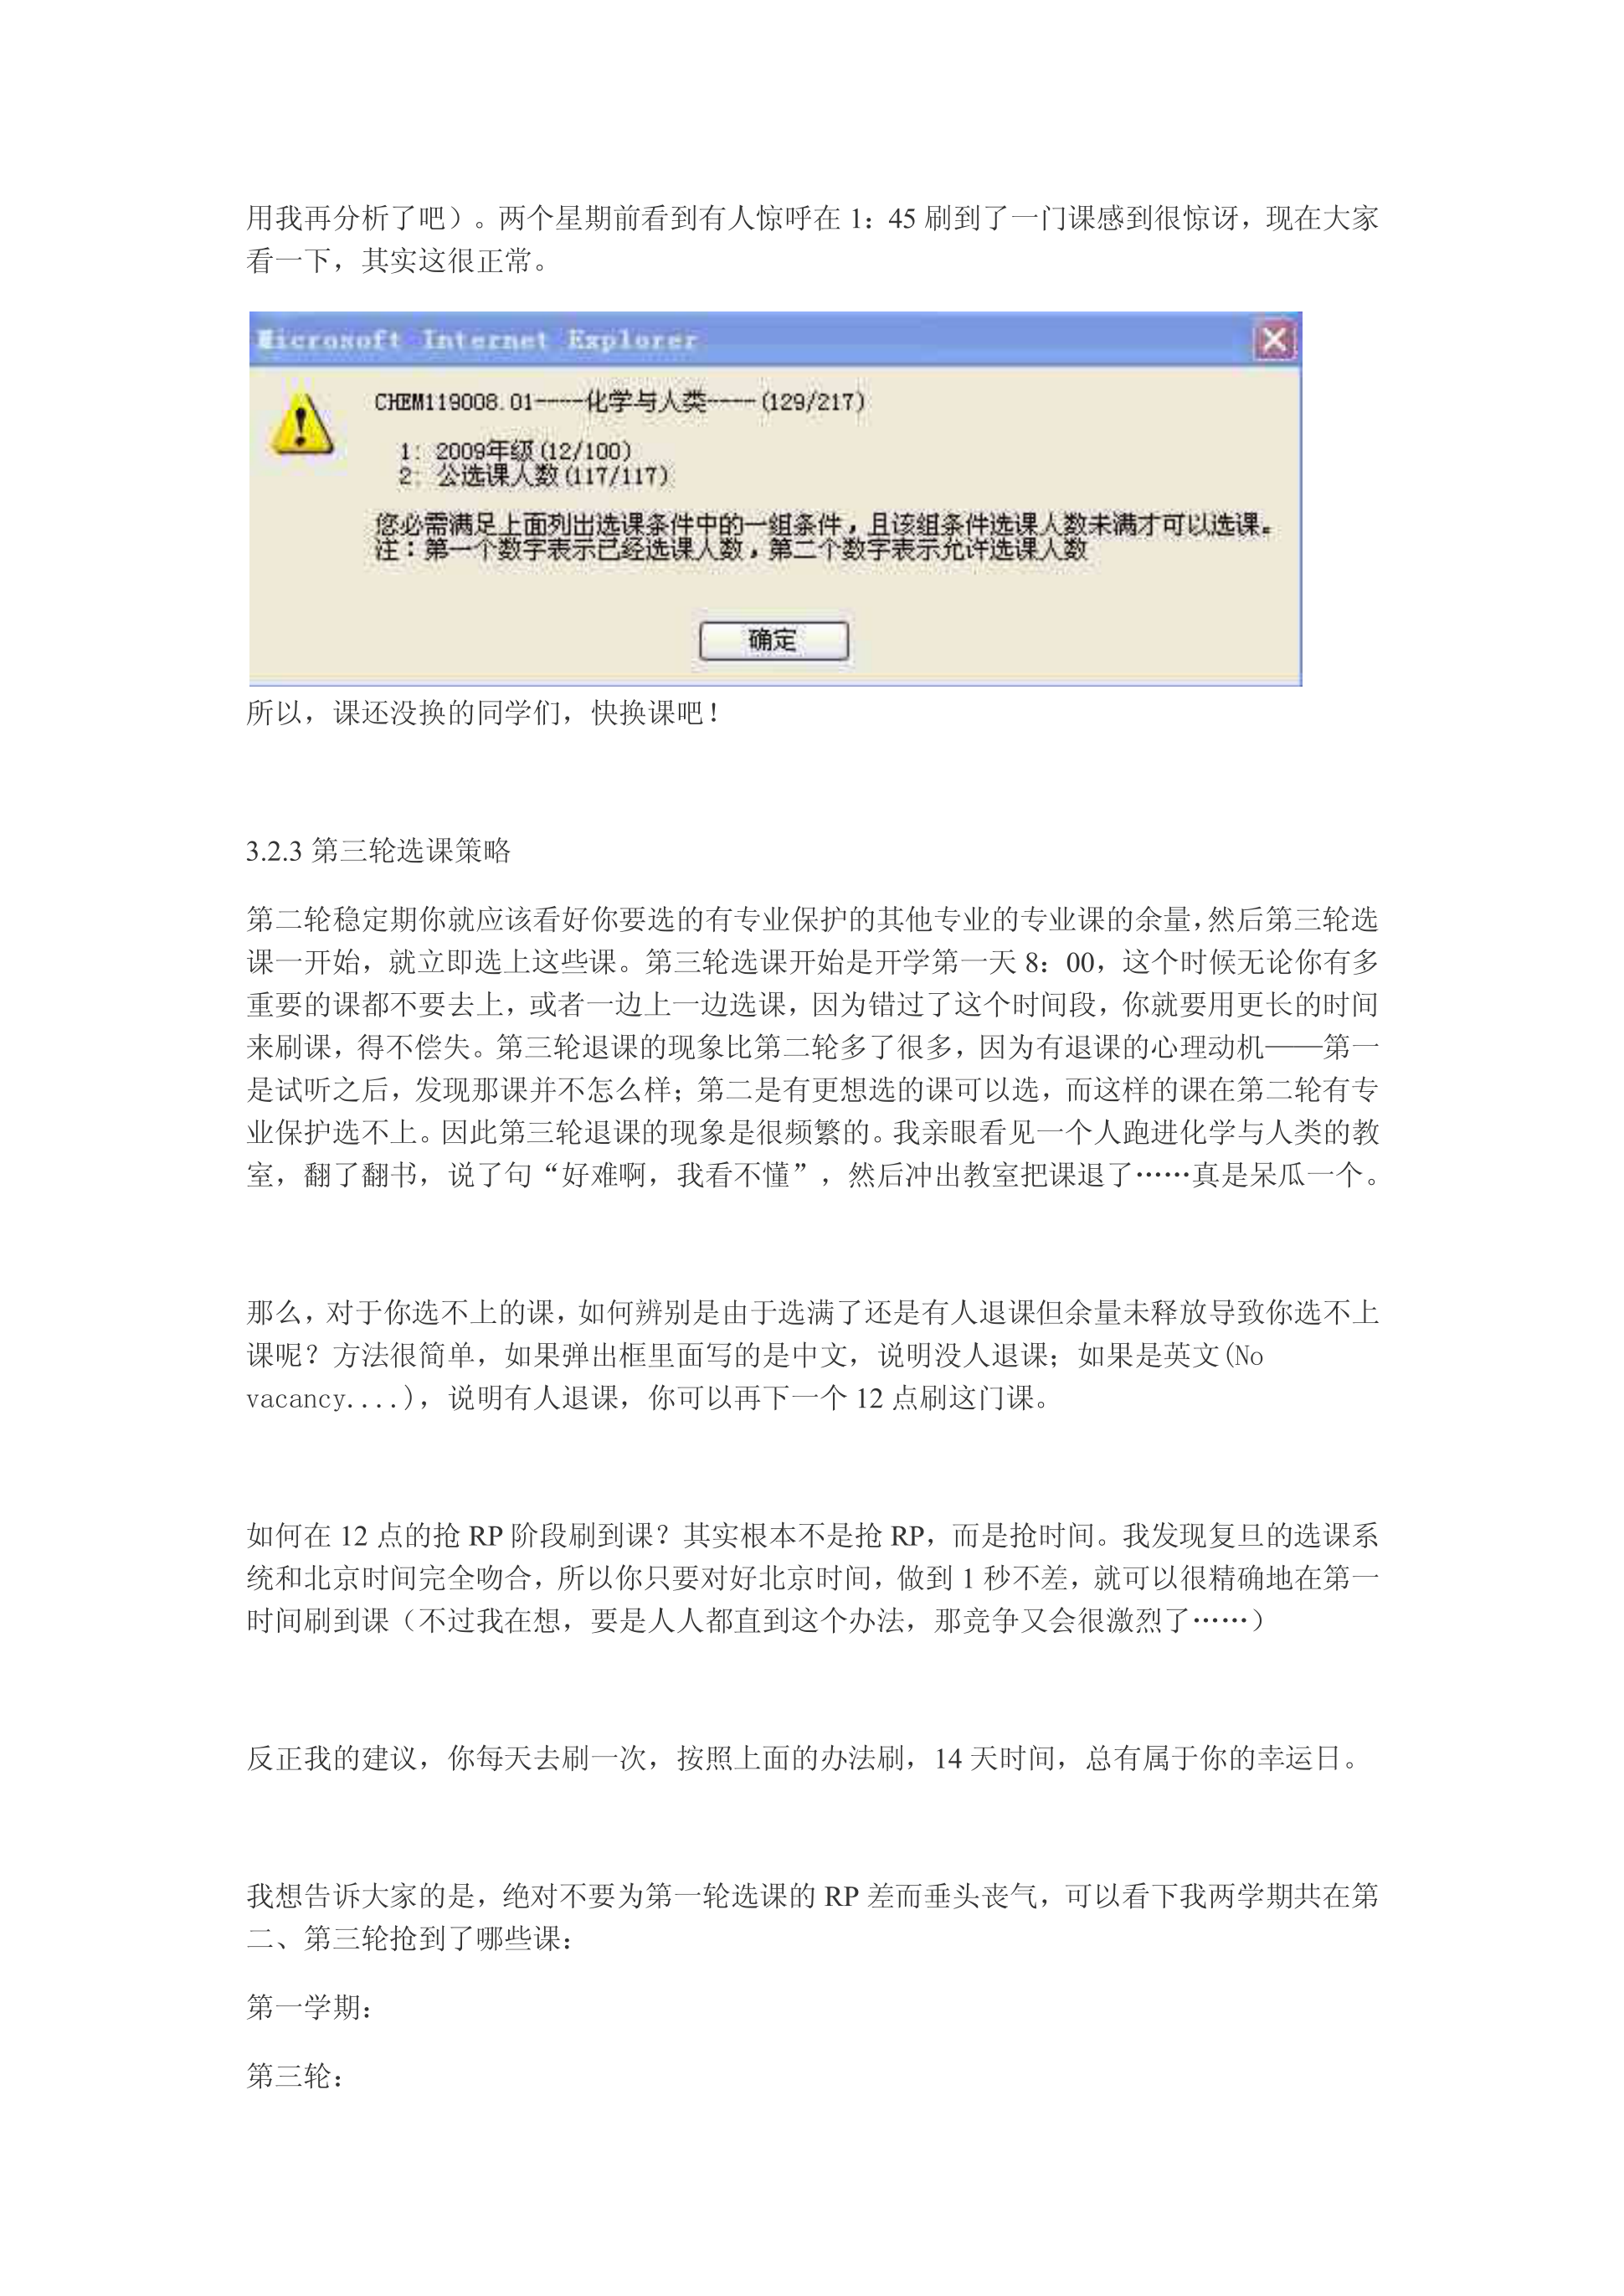 用我再分析了吧）。两个星期前看到有人惊呼在 1：45 刷到了一门课感到很惊讶，现在大家
看一下，其实这很正常。
Microsoft Internet Explorer
CHEM119008.01----化学与人类----(129/217)
1: 2009年级(12/100)
2: 公选课人数(117/117)
您必需满足上面列出选课条件中的一组条件，且该组条件选课人数未满才可以选课。
注：第一个数字表示已经选课人数，第二个数字表示允许选课人数
确定
所以，课还没换的同学们，快换课吧！
3.2.3 第三轮选课策略
第二轮稳定期你就应该看好你要选的有专业保护的其他专业的专业课的余量，然后第三轮选
课一开始，就立即选上这些课。第三轮选课开始是开学第一天 8：00，这个时候无论你有多
重要的课都不要去上，或者一边上一边选课，因为错过了这个时间段，你就要用更长的时间
来刷课，得不偿失。第三轮退课的现象比第二轮多了很多，因为有退课的心理动机——第一
是试听之后，发现那课并不怎么样；第二是有更想选的课可以选，而这样的课在第二轮有专
业保护选不上。因此第三轮退课的现象是很频繁的。我亲眼看见一个人跑进化学与人类的教
室，翻了翻书，说了句“好难啊，我看不懂”，然后冲出教室把课退了……真是呆瓜一个。
那么，对于你选不上的课，如何辨别是由于选满了还是有人退课但余量未释放导致你选不上
课呢？方法很简单，如果弹出框里面写的是中文，说明没人退课；如果是英文(No
vacancy....)，说明有人退课，你可以再下一个 12 点刷这门课。
如何在 12 点的抢 RP 阶段刷到课？其实根本不是抢 RP，而是抢时间。我发现复旦的选课系
统和北京时间完全吻合，所以你只要对好北京时间，做到 1 秒不差，就可以很精确地在第一
时间刷到课（不过我在想，要是人人都直到这个办法，那竞争又会很激烈了……）
反正我的建议，你每天去刷一次，按照上面的办法刷，14 天时间，总有属于你的幸运日。
我想告诉大家的是，绝对不要为第一轮选课的 RP 差而垂头丧气，可以看下我两学期共在第
二、第三轮抢到了哪些课：
第一学期：
第三轮：